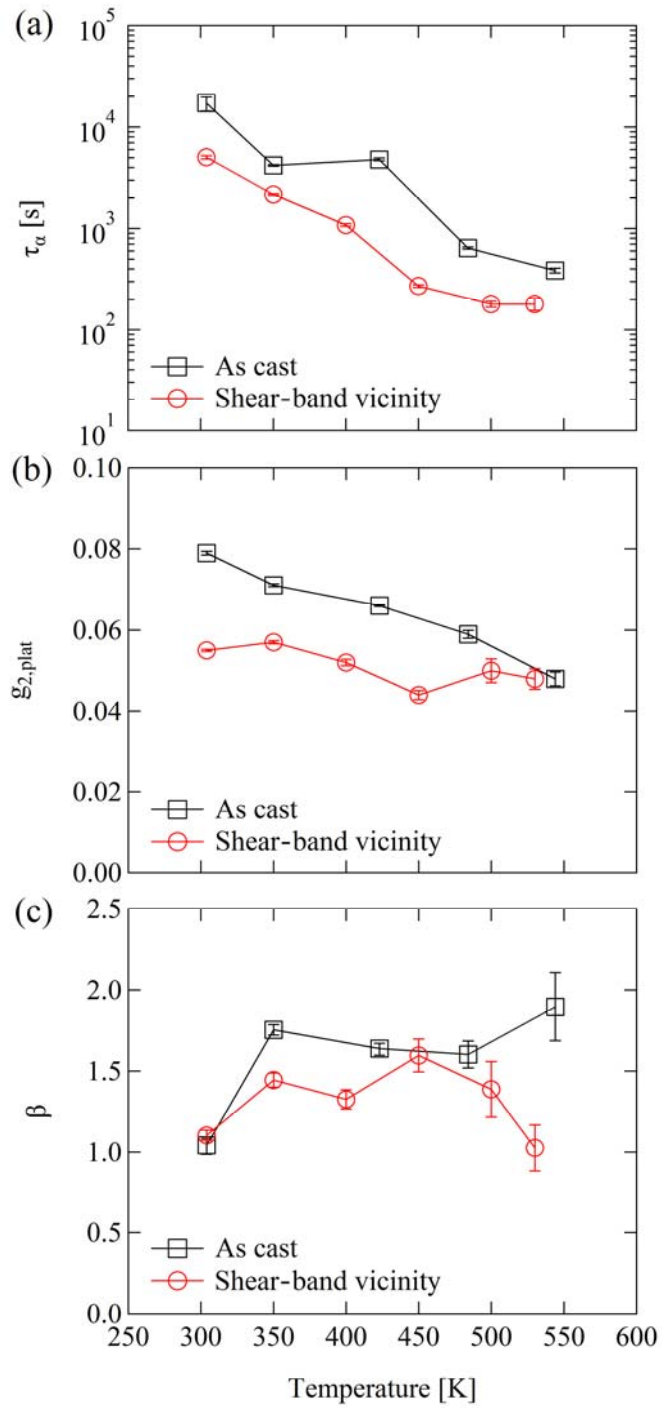 (a)
10^5
10^4
10^3
10^2
10^1
τ_α [s]
As cast
Shear-band vicinity
(b)
0.10
0.08
0.06
0.04
0.02
0.00
g_2,plat
As cast
Shear-band vicinity
(c)
2.5
2.0
1.5
1.0
0.5
0.0
β
As cast
Shear-band vicinity
250 300 350 400 450 500 550 600
Temperature [K]